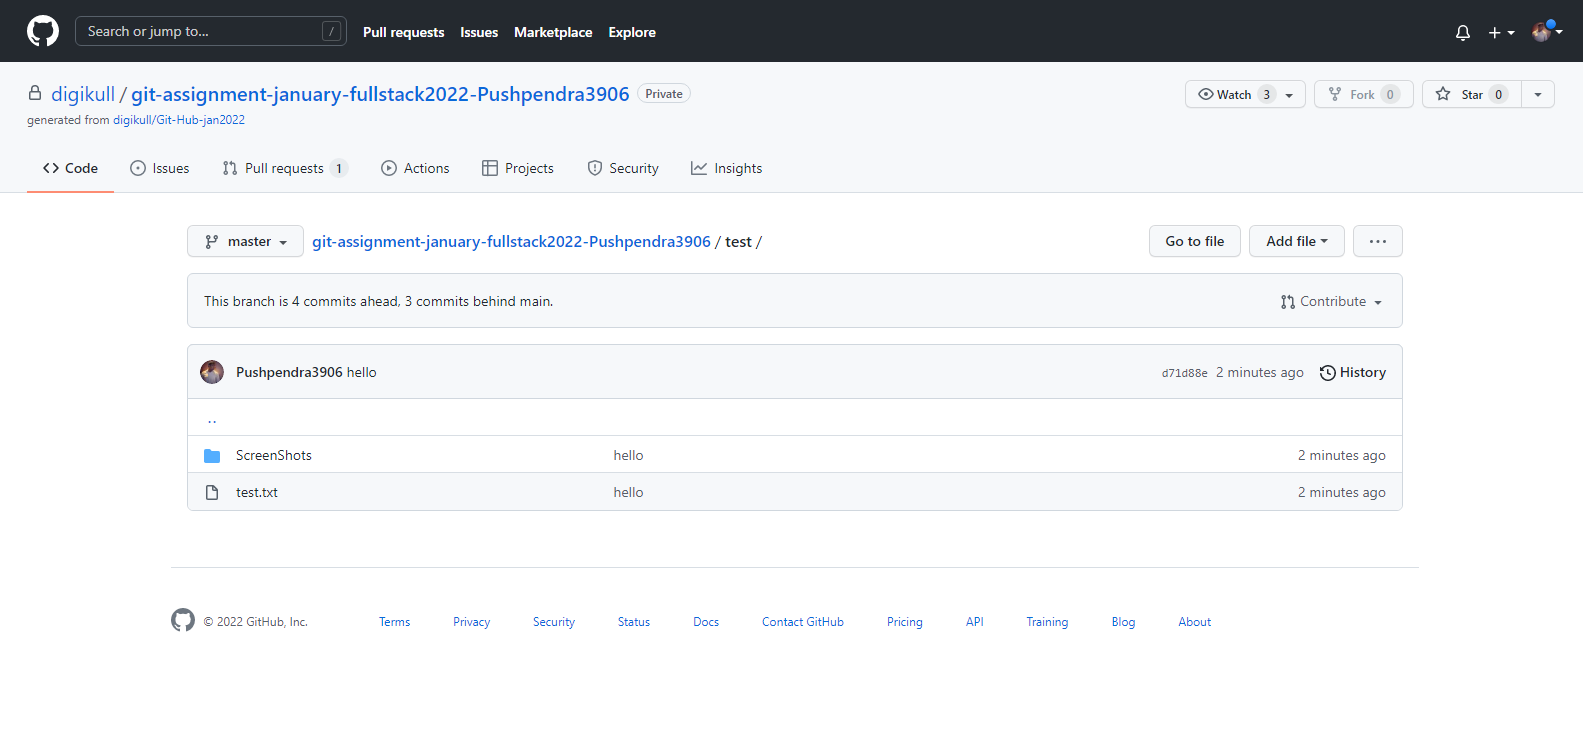 Search or jump to... /
Pull requests Issues Marketplace Explore
digikull / git-assignment-january-fullstack2022-Pushpendra3906 Private
Watch 3 Fork 0 Star 0
generated from digikull/Git-Hub-jan2022
Code Issues Pull requests 1 Actions Projects Security Insights
master git-assignment-january-fullstack2022-Pushpendra3906 / test / Go to file Add file ...
This branch is 4 commits ahead, 3 commits behind main. Contribute
Pushpendra3906 hello d71d88e 2 minutes ago History
..
ScreenShots hello 2 minutes ago
test.txt hello 2 minutes ago
© 2022 GitHub, Inc. Terms Privacy Security Status Docs Contact GitHub Pricing API Training Blog About